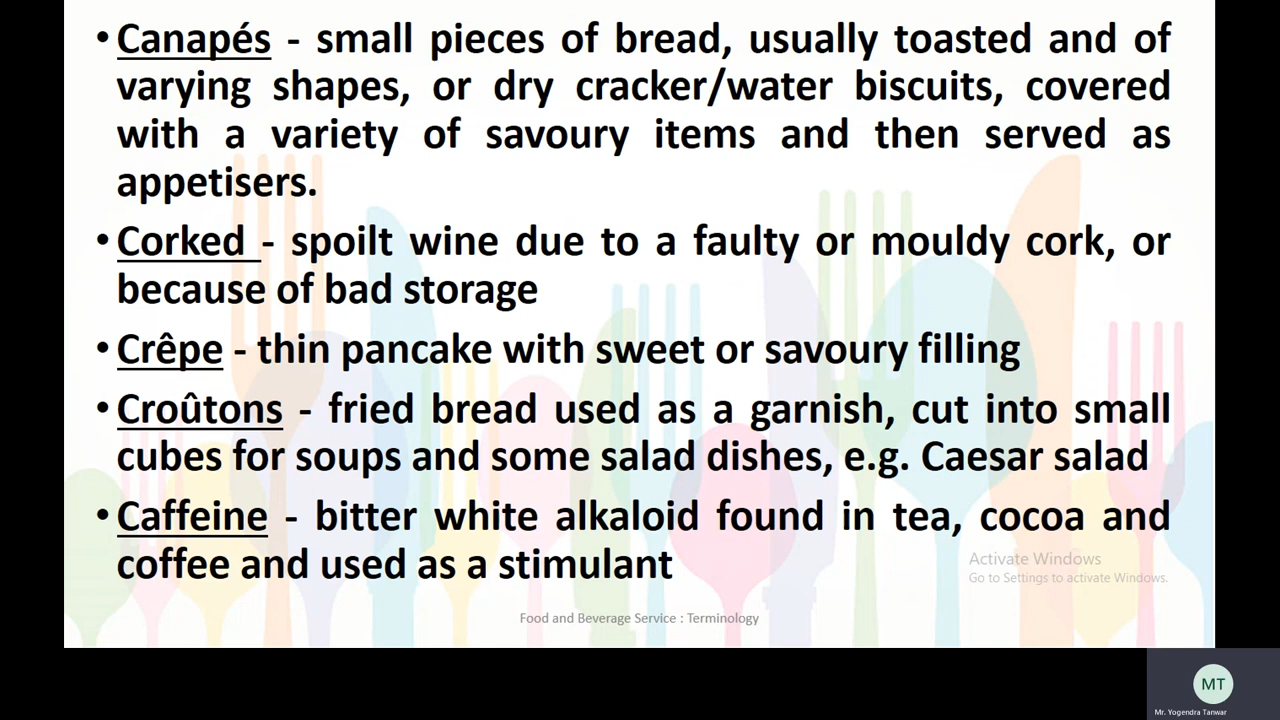 • Canapés - small pieces of bread, usually toasted and of
varying shapes, or dry cracker/water biscuits, covered
with a variety of savoury items and then served as
appetisers.
• Corked - spoilt wine due to a faulty or mouldy cork, or
because of bad storage
• Crêpe - thin pancake with sweet or savoury filling
• Croûtons - fried bread used as a garnish, cut into small
cubes for soups and some salad dishes, e.g. Caesar salad
• Caffeine - bitter white alkaloid found in tea, cocoa and
coffee and used as a stimulant
Activate Windows
Go to Settings to activate Windows.
Food and Beverage Service : Terminology
MT
Mr. Yogendra Tanwar